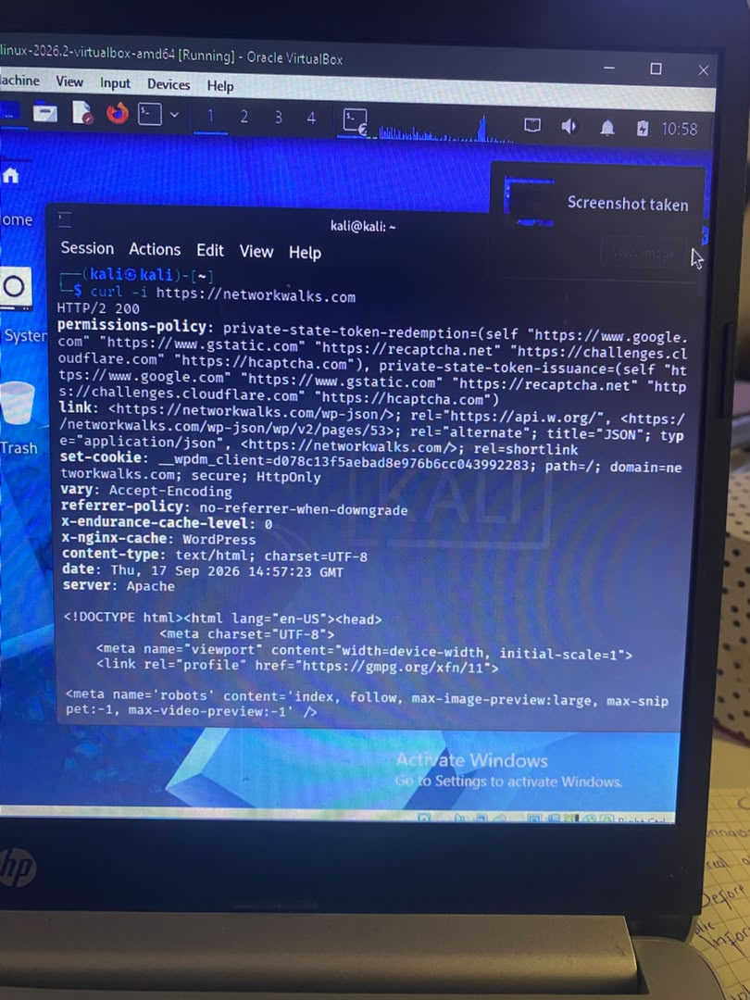 linux-2026.2-virtualbox-amd64 [Running] - Oracle VirtualBox
achine View Input Devices Help
1 2 3 4 10:58
Screenshot taken
View image
ome
kali@kali: ~
Session Actions Edit View Help
Syster
Trash
┌──(kali㉿kali)-[~]
└─$ curl -i https://networkwalks.com
HTTP/2 200
permissions-policy: private-state-token-redemption=(self "https://www.google.
com" "https://www.gstatic.com" "https://recaptcha.net" "https://challenges.cl
oudflare.com" "https://hcaptcha.com"), private-state-token-issuance=(self "ht
tps://www.google.com" "https://www.gstatic.com" "https://recaptcha.net" "http
s://challenges.cloudflare.com" "https://hcaptcha.com")
link: <https://networkwalks.com/wp-json/>; rel="https://api.w.org/", <https:/
/networkwalks.com/wp-json/wp/v2/pages/53>; rel="alternate"; title="JSON"; typ
e="application/json", <https://networkwalks.com/>; rel=shortlink
set-cookie: __wpdm_client=d078c13f5aebad8e976b6cc043992283; path=/; domain=ne
tworkwalks.com; secure; HttpOnly
vary: Accept-Encoding
referrer-policy: no-referrer-when-downgrade
x-endurance-cache-level: 0
x-nginx-cache: WordPress
content-type: text/html; charset=UTF-8
date: Thu, 17 Sep 2026 14:57:23 GMT
server: Apache
<!DOCTYPE html><html lang="en-US"><head>
<meta charset="UTF-8">
<meta name="viewport" content="width=device-width, initial-scale=1">
<link rel="profile" href="https://gmpg.org/xfn/11">
<meta name='robots' content='index, follow, max-image-preview:large, max-snip
pet:-1, max-video-preview:-1' />
KALI
Activate Windows
Go to Settings to activate Windows.
Right Ctrl
hp
Before